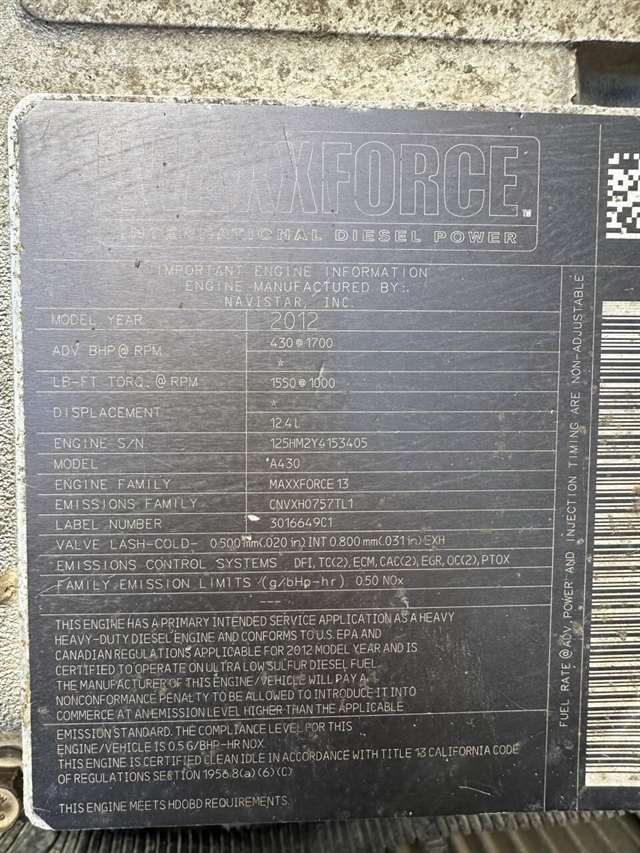 MAXXFORCE™
INTERNATIONAL DIESEL POWER
IMPORTANT ENGINE INFORMATION
ENGINE MANUFACTURED BY:.
NAVISTAR, INC.
MODEL YEAR 2012
ADV BHP@ RPM 430@1700
*
LB-FT TORQ.@ RPM 1550@1000
*
DISPLACEMENT 12.4L
ENGINE S/N 125HM2Y4153405
MODEL A430
ENGINE FAMILY MAXXFORCE 13
EMISSIONS FAMILY CNVXH0757TL1
LABEL NUMBER 3016649C1
VALVE LASH-COLD- 0.500mm(.020 in) INT 0.800mm(.031 in) EXH
EMISSIONS CONTROL SYSTEMS DFI, TC(2), ECM, CAC(2), EGR, OC(2), PTOX
FAMILY EMISSION LIMITS (g/bHp-hr) 0.50 NOx
---
THIS ENGINE HAS A PRIMARY INTENDED SERVICE APPLICATION AS A HEAVY
HEAVY-DUTY DIESEL ENGINE AND CONFORMS TO U.S. EPA AND
CANADIAN REGULATIONS APPLICABLE FOR 2012 MODEL YEAR AND IS
CERTIFIED TO OPERATE ON ULTRA LOW SULFUR DIESEL FUEL.
THE MANUFACTURER OF THIS ENGINE/VEHICLE WILL PAY A
NONCONFORMANCE PENALTY TO BE ALLOWED TO INTRODUCE IT INTO
COMMERCE AT AN EMISSION LEVEL HIGHER THAN THE APPLICABLE
EMISSION STANDARD. THE COMPLIANCE LEVEL FOR THIS
ENGINE/VEHICLE IS 0.5 G/BHP-HR NOX.
THIS ENGINE IS CERTIFIED CLEAN IDLE IN ACCORDANCE WITH TITLE 13 CALIFORNIA CODE
OF REGULATIONS SECTION 1956.8(a)(6)(C)
THIS ENGINE MEETS HDOBD REQUIREMENTS.
FUEL RATE @ ADV. POWER AND INJECTION TIMING ARE NON-ADJUSTABLE